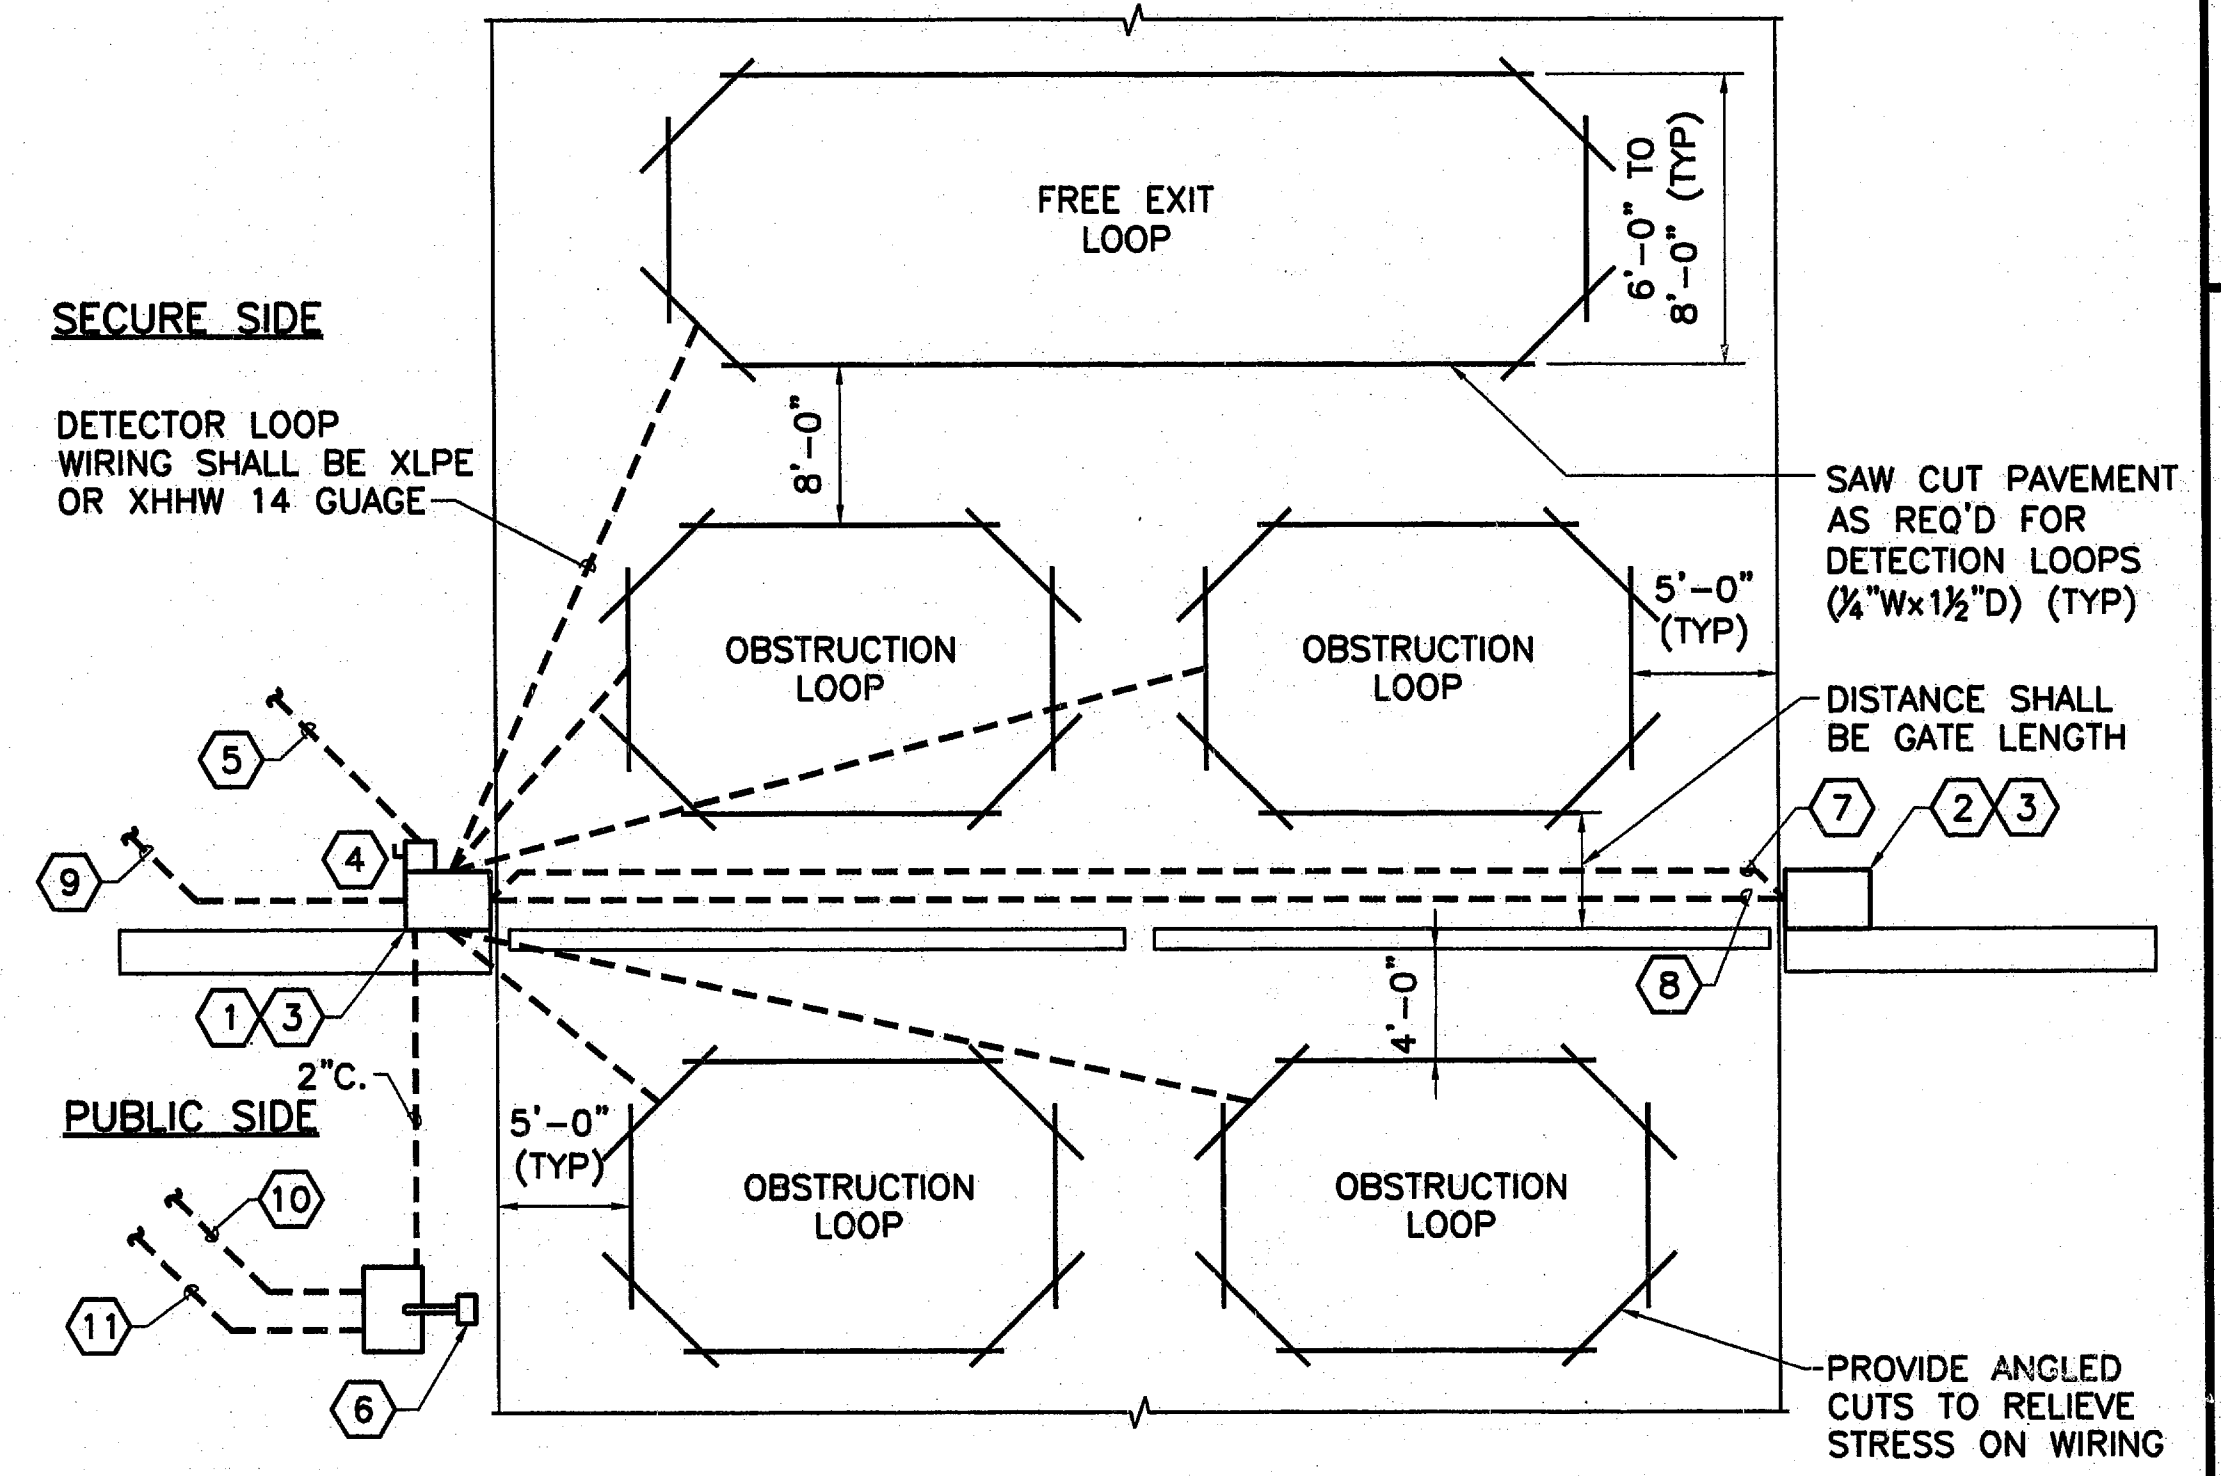 FREE EXIT
LOOP
6'-0" TO
8'-0" (TYP)
SECURE SIDE
DETECTOR LOOP
WIRING SHALL BE XLPE
OR XHHW 14 GUAGE
8'-0"
SAW CUT PAVEMENT
AS REQ'D FOR
DETECTION LOOPS
(¼"Wx1½"D) (TYP)
OBSTRUCTION
LOOP
OBSTRUCTION
LOOP
5'-0"
(TYP)
DISTANCE SHALL
BE GATE LENGTH
5
4
9
7
2
3
1
3
8
4'-0"
2"C.
PUBLIC SIDE
5'-0"
(TYP)
OBSTRUCTION
LOOP
OBSTRUCTION
LOOP
10
11
6
PROVIDE ANGLED
CUTS TO RELIEVE
STRESS ON WIRING